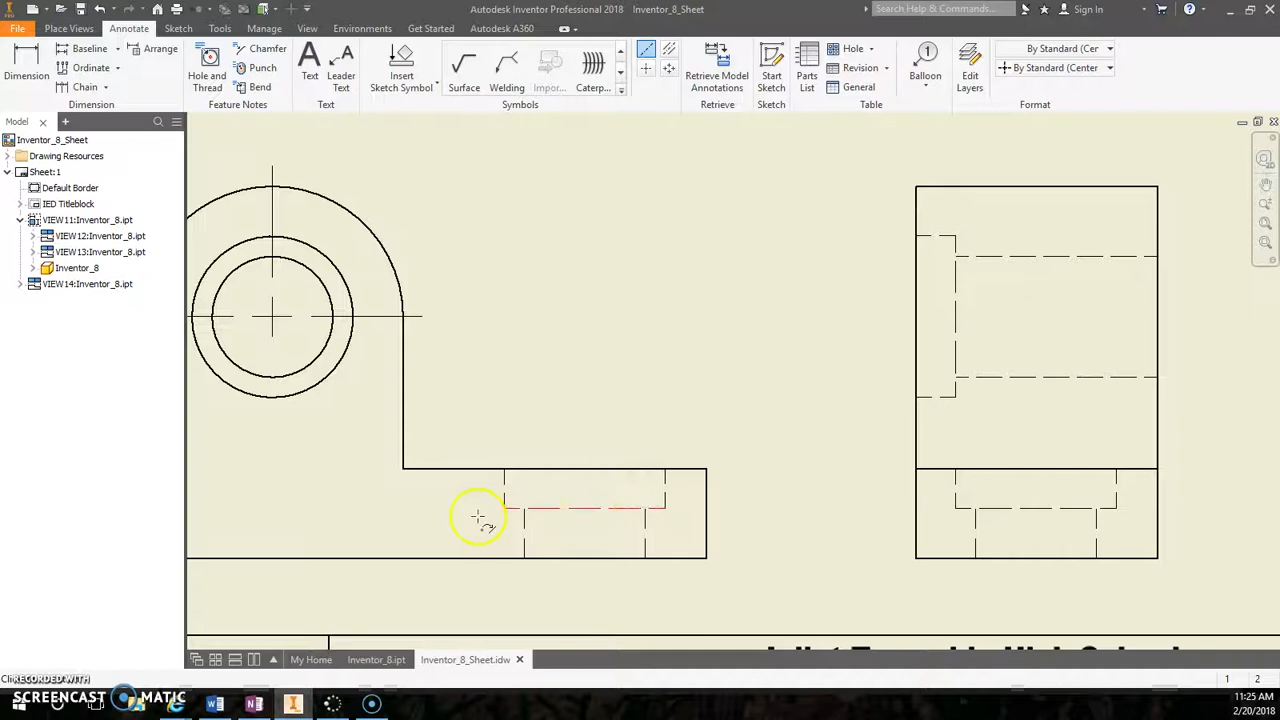 Autodesk Inventor Professional 2018 Inventor_8_Sheet
Search Help & Commands...
Sign In
File
Place Views
Annotate
Sketch
Tools
Manage
View
Environments
Get Started
Autodesk A360
Dimension
Baseline
Ordinate
Chain
Arrange
Dimension
Hole and Thread
Chamfer
Punch
Bend
Feature Notes
Text
Leader Text
Text
Insert Sketch Symbol
Surface
Welding
Impor...
Caterp...
Symbols
Retrieve Model Annotations
Retrieve
Start Sketch
Sketch
Parts List
Hole
Revision
General
Table
1
Balloon
Edit Layers
By Standard (Cer
By Standard (Center
Format
Model
Inventor_8_Sheet
Drawing Resources
Sheet:1
Default Border
IED Titleblock
VIEW11:Inventor_8.ipt
VIEW12:Inventor_8.ipt
VIEW13:Inventor_8.ipt
Inventor_8
VIEW14:Inventor_8.ipt
My Home
Inventor_8.ipt
Inventor_8_Sheet.idw
1 2
RECORDED WITH
SCREENCAST MATIC
11:25 AM
2/20/2018